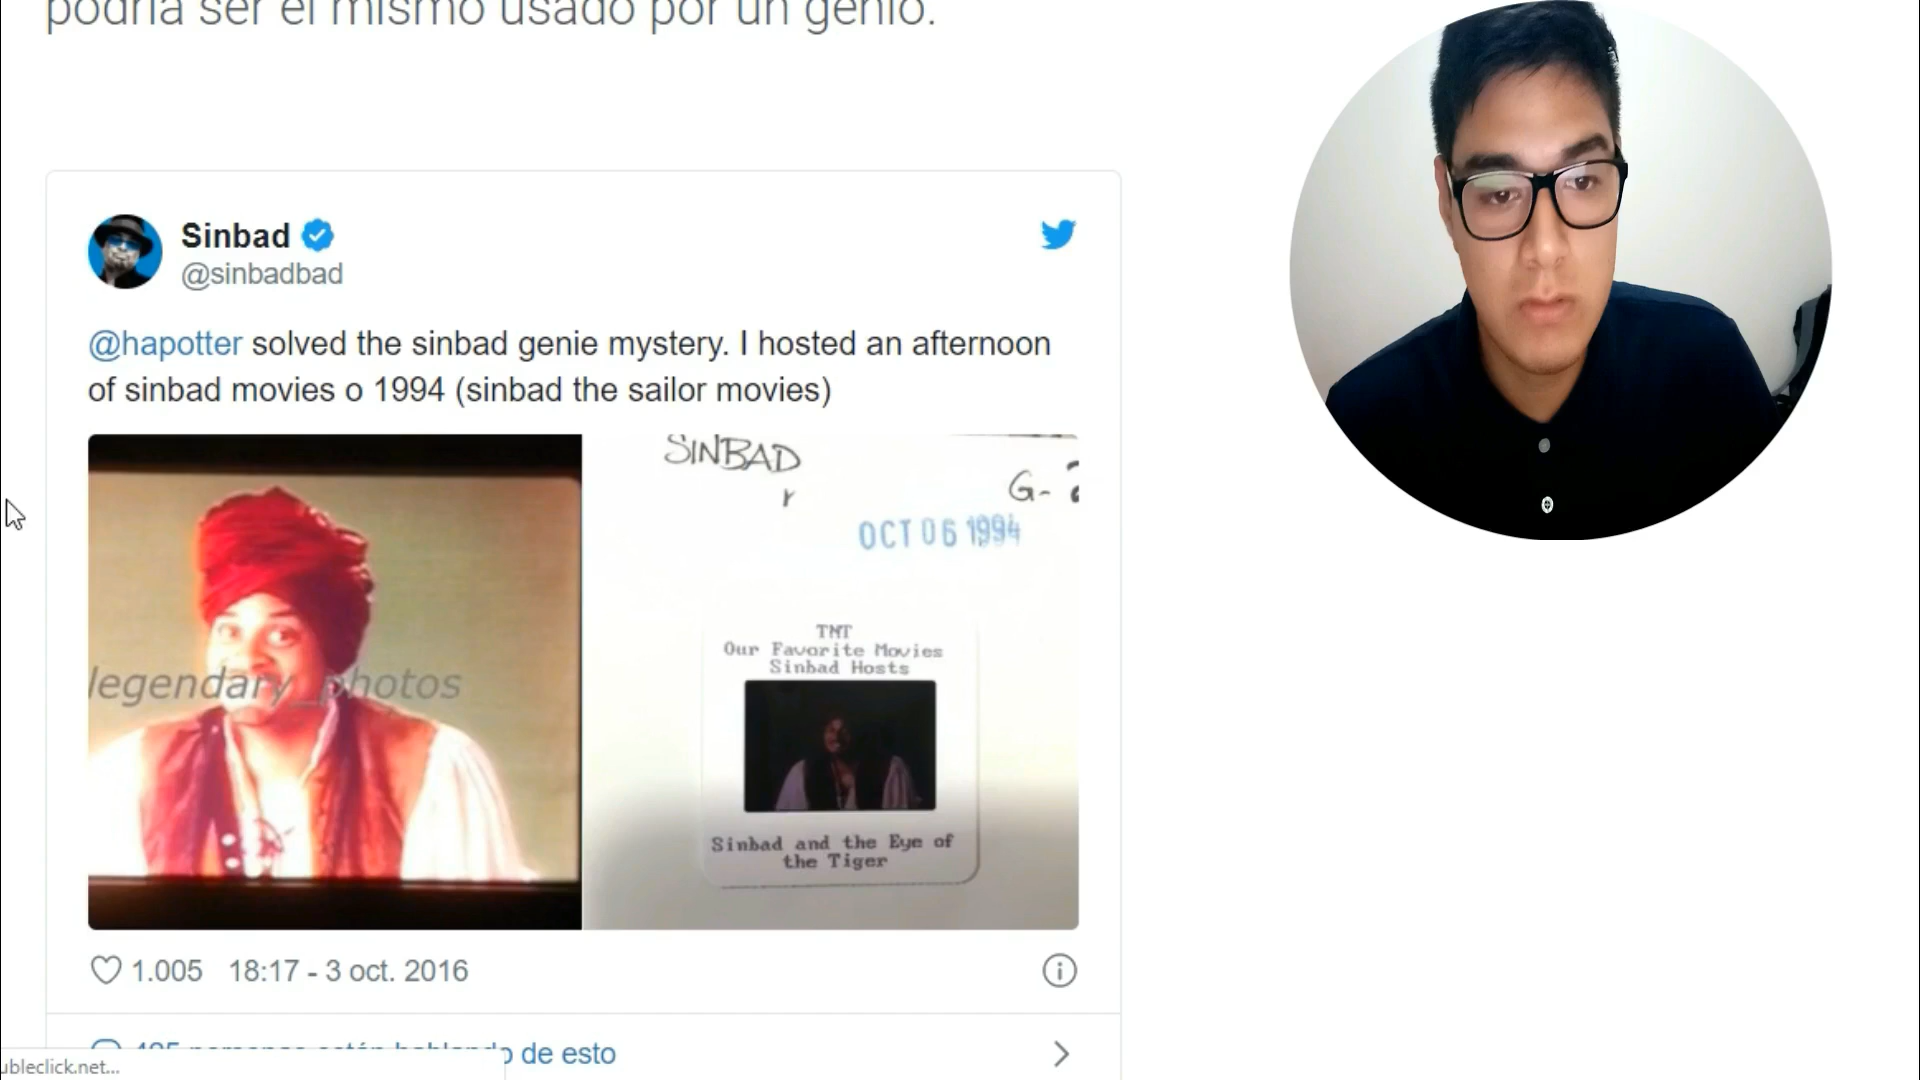 podría ser el mismo usado por un genio.
Sinbad
@sinbadbad
@hapotter solved the sinbad genie mystery. I hosted an afternoon
of sinbad movies o 1994 (sinbad the sailor movies)
SINBAD
G-
OCT 06 1994
TNT
Our Favorite Movies
Sinbad Hosts
legendary_photos
Sinbad and the Eye of
the Tiger
1.005 18:17 - 3 oct. 2016
de esto
ubleclick.net...